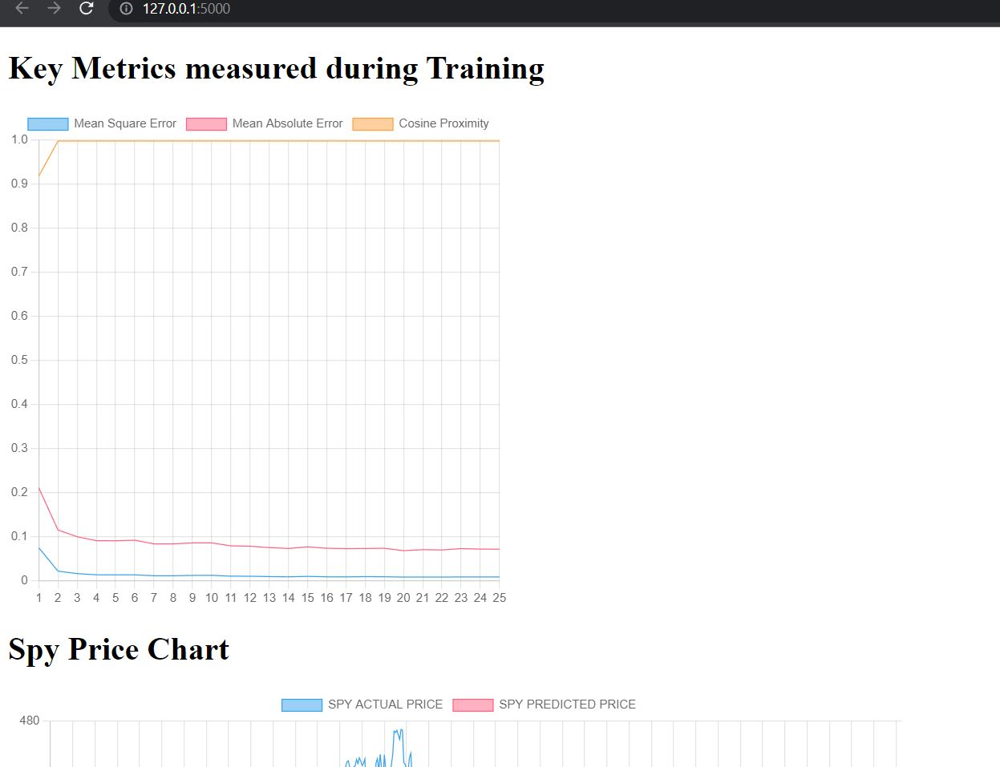 127.0.0.1:5000
Key Metrics measured during Training
Mean Square Error Mean Absolute Error Cosine Proximity
1.0
0.9
0.8
0.7
0.6
0.5
0.4
0.3
0.2
0.1
0
1 2 3 4 5 6 7 8 9 10 11 12 13 14 15 16 17 18 19 20 21 22 23 24 25
Spy Price Chart
SPY ACTUAL PRICE SPY PREDICTED PRICE
480